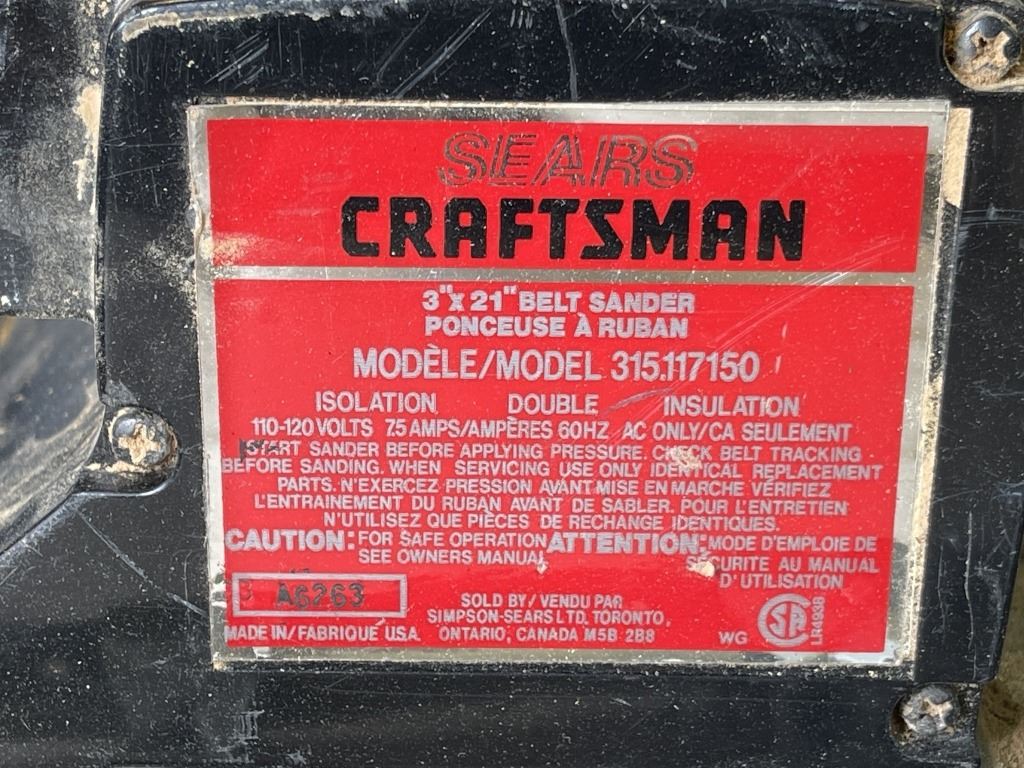 SEARS
CRAFTSMAN
3" X 21" BELT SANDER
PONCEUSE À RUBAN
MODÈLE/MODEL 315.117150
ISOLATION DOUBLE INSULATION
110-120 VOLTS 7.5 AMPS/AMPÈRES 60HZ AC ONLY/CA SEULEMENT
START SANDER BEFORE APPLYING PRESSURE. CHECK BELT TRACKING
BEFORE SANDING. WHEN SERVICING USE ONLY IDENTICAL REPLACEMENT
PARTS. N'EXERCEZ PRESSION AVANT MISE EN MARCHE VÉRIFIEZ
L'ENTRAINEMENT DU RUBAN AVANT DE SABLER. POUR L'ENTRETIEN
N'UTILISEZ QUE PIÈCES DE RECHANGE IDENTIQUES.
CAUTION: FOR SAFE OPERATION SEE OWNERS MANUAL
ATTENTION: MODE D'EMPLOI DE SÉCURITE AU MANUAL D'UTILISATION
B A6263
MADE IN/FABRIQUÉ U.S.A.
SOLD BY/VENDU PAR
SIMPSON-SEARS LTD. TORONTO,
ONTARIO, CANADA M5B 2B8
WG
SA
LR4938